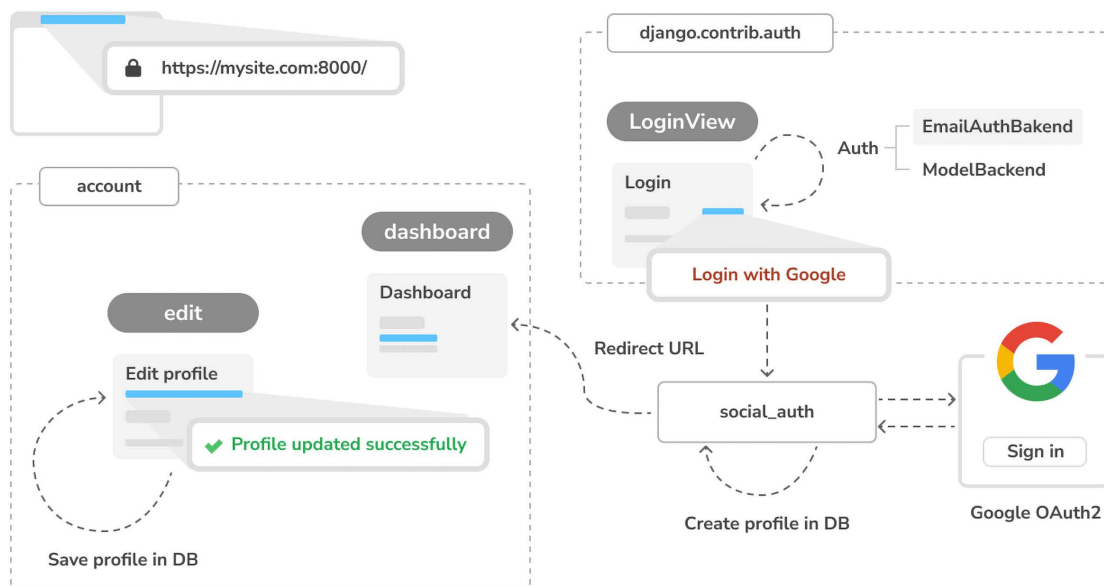 https://mysite.com:8000/
django.contrib.auth
LoginView
Auth
EmailAuthBakend
ModelBackend
Login
Login with Google
account
dashboard
Dashboard
edit
Edit profile
Profile updated successfully
Save profile in DB
Redirect URL
social_auth
Create profile in DB
Sign in
Google OAuth2